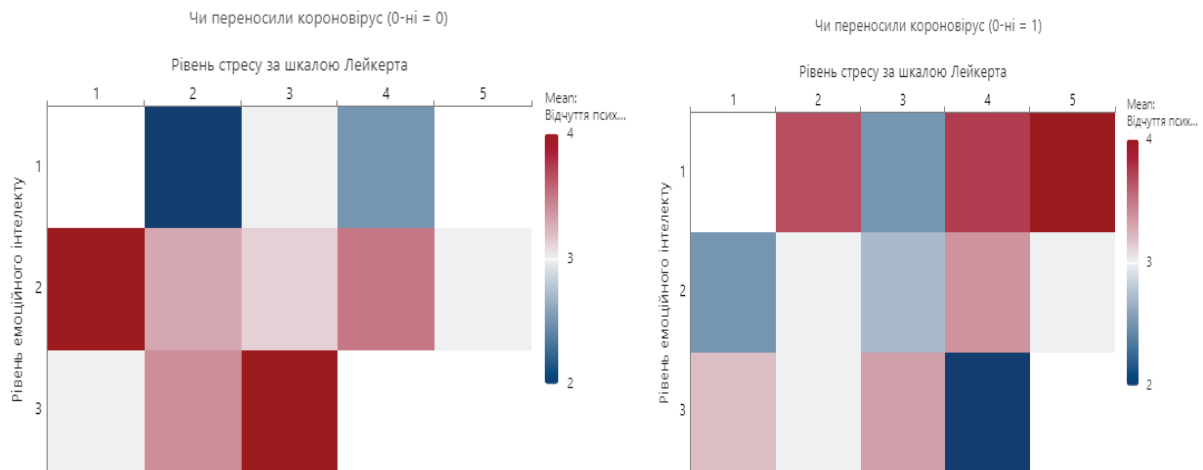 Чи переносили короновірус (0-ні = 0)
Рівень стресу за шкалою Лейкерта
1 2 3 4 5
Рівень емоційного інтелекту
1
2
3
Mean:
Відчуття псих...
4
3
2
Чи переносили короновірус (0-ні = 1)
Рівень стресу за шкалою Лейкерта
1 2 3 4 5
Рівень емоційного інтелекту
1
2
3
Mean:
Відчуття псих...
4
3
2